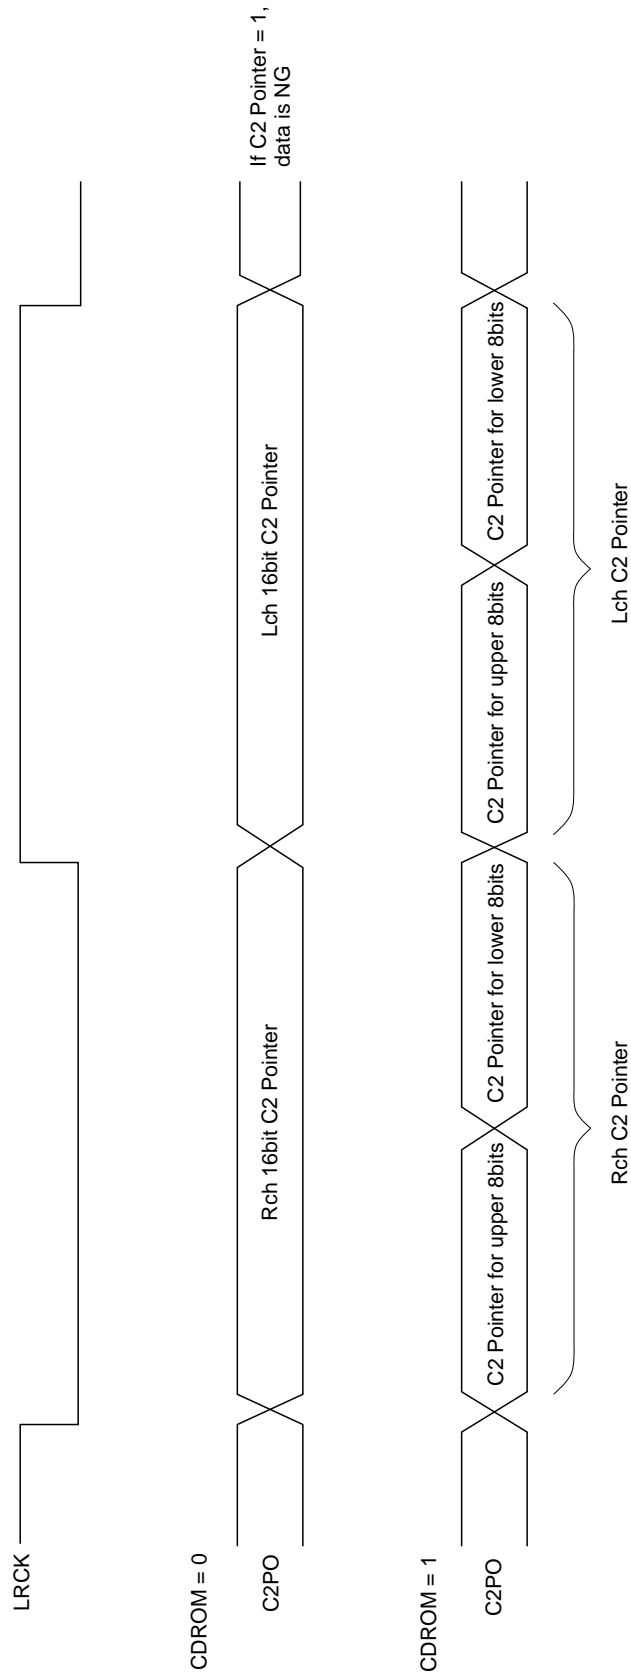 LRCK
CDROM = 0
C2PO
Rch 16bit C2 Pointer
Lch 16bit C2 Pointer
If C2 Pointer = 1,
data is NG
CDROM = 1
C2PO
C2 Pointer for upper 8bits
C2 Pointer for lower 8bits
C2 Pointer for upper 8bits
C2 Pointer for lower 8bits
Rch C2 Pointer
Lch C2 Pointer